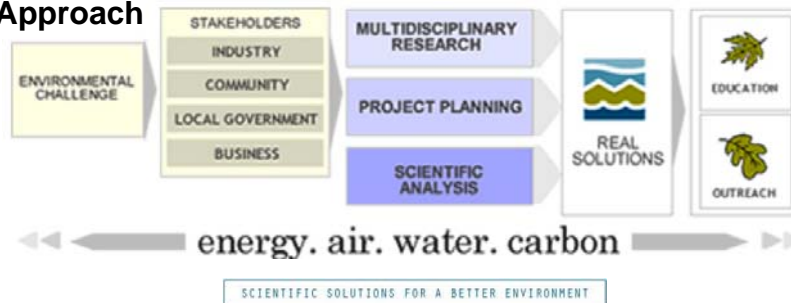 Approach
ENVIRONMENTAL
CHALLENGE
STAKEHOLDERS
INDUSTRY
COMMUNITY
LOCAL GOVERNMENT
BUSINESS
MULTIDISCIPLINARY
RESEARCH
PROJECT PLANNING
SCIENTIFIC
ANALYSIS
REAL
SOLUTIONS
EDUCATION
OUTREACH
energy. air. water. carbon
SCIENTIFIC SOLUTIONS FOR A BETTER ENVIRONMENT